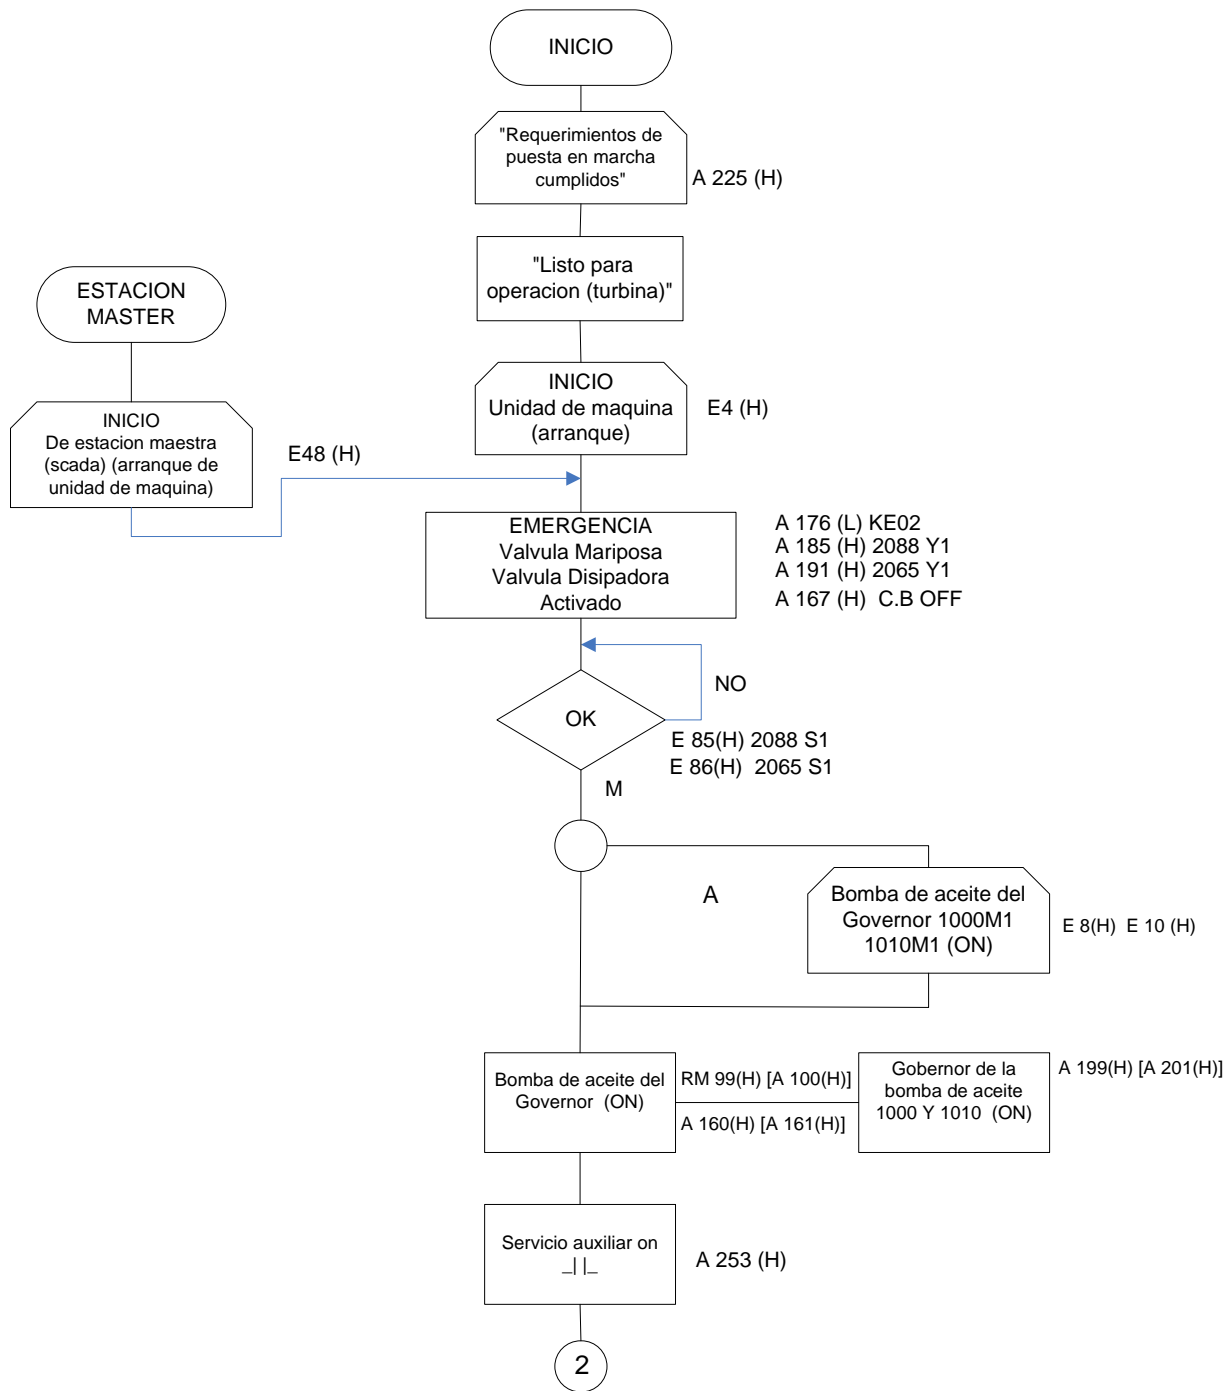 INICIO
"Requerimientos de
puesta en marcha
cumplidos"
A 225 (H)
"Listo para
operacion (turbina)"
ESTACION
MASTER
INICIO
Unidad de maquina
(arranque)
E4 (H)
INICIO
De estacion maestra
(scada) (arranque de
unidad de maquina)
E48 (H)
EMERGENCIA
Valvula Mariposa
Valvula Disipadora
Activado
A 176 (L) KE02
A 185 (H) 2088 Y1
A 191 (H) 2065 Y1
A 167 (H) C.B OFF
NO
OK
E 85(H) 2088 S1
E 86(H) 2065 S1
M
A
Bomba de aceite del
Governor 1000M1
1010M1 (ON)
E 8(H) E 10 (H)
Bomba de aceite del
Governor (ON)
RM 99(H) [A 100(H)]
A 160(H) [A 161(H)]
Gobernor de la
bomba de aceite
1000 Y 1010 (ON)
A 199(H) [A 201(H)]
Servicio auxiliar on
_| |_
A 253 (H)
2